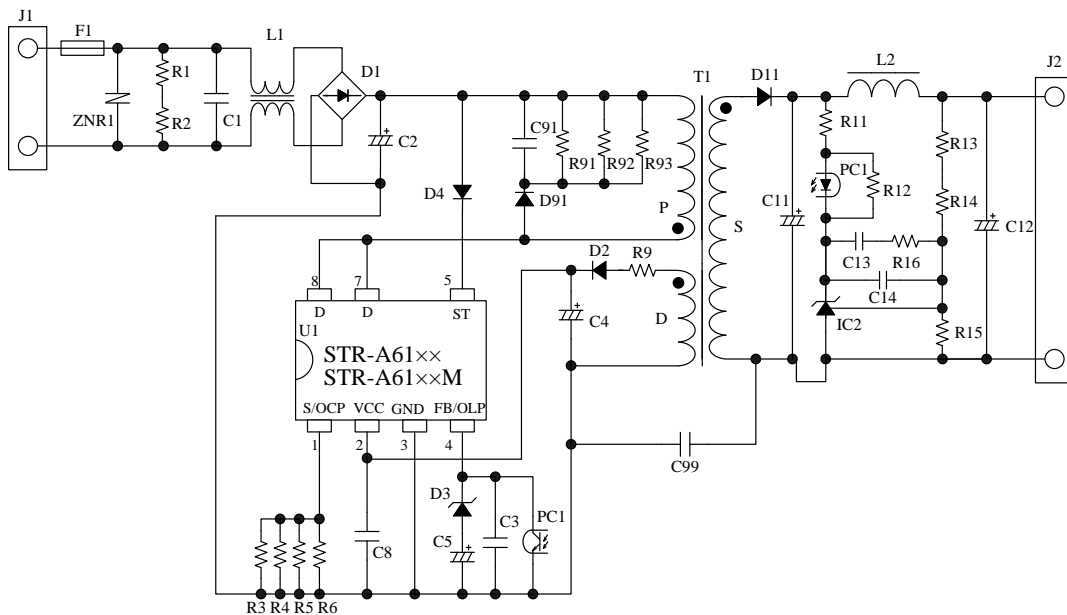 J1
F1
L1
ZNR1
R1
R2
C1
D1
C2
D4
C91
R91
R92
R93
D91
T1
P
S
D
D11
L2
J2
R11
PC1
R12
C11
R13
R14
C12
C13
R16
C14
IC2
R15
D2
R9
C4
8
7
5
D
D
ST
U1
STR-A61××
STR-A61××M
S/OCP
VCC
GND
FB/OLP
1
2
3
4
C99
D3
C5
C3
PC1
C8
R3
R4
R5
R6